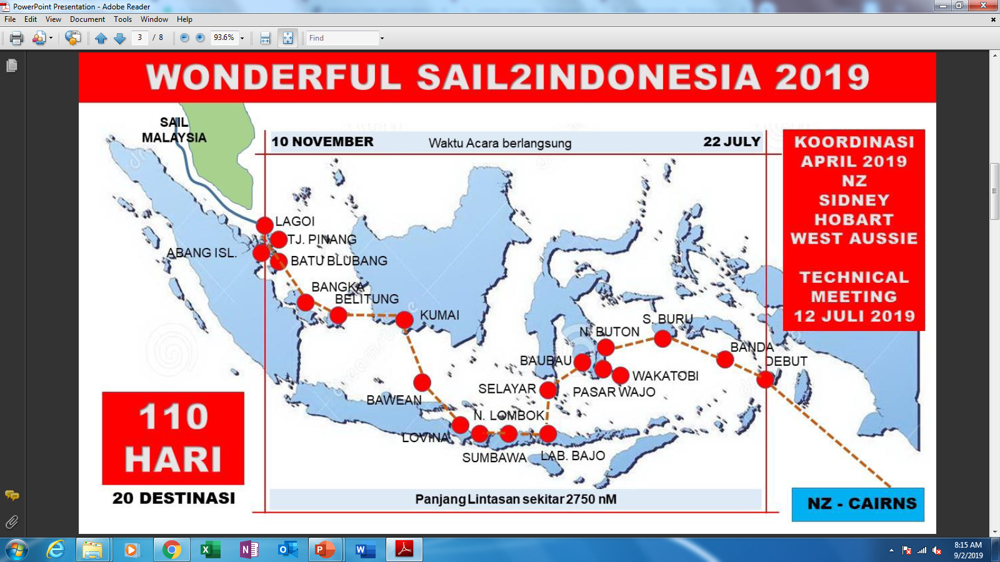 PowerPoint Presentation - Adobe Reader
File Edit View Document Tools Window Help
3 / 8 93.6% Find
WONDERFUL SAIL2INDONESIA 2019
SAIL
MALAYSIA
10 NOVEMBER Waktu Acara berlangsung 22 JULY
KOORDINASI
APRIL 2019
NZ
SIDNEY
HOBART
WEST AUSSIE
TECHNICAL
MEETING
12 JULI 2019
LAGOI
TJ. PINANG
ABANG ISL.
BATU BLUBANG
BANGKA
BELITUNG
KUMAI
S. BURU
N. BUTON
BANDA
BAUBAU
DEBUT
WAKATOBI
SELAYAR
PASAR WAJO
BAWEAN
N. LOMBOK
LOVINA
SUMBAWA
LAB. BAJO
110
HARI
20 DESTINASI
Panjang Lintasan sekitar 2750 nM
NZ - CAIRNS
8:15 AM
9/2/2019